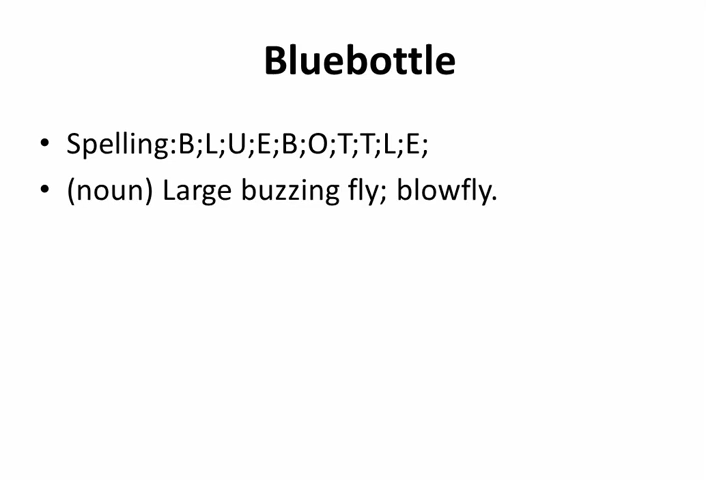 Bluebottle
• Spelling:B;L;U;E;B;O;T;T;L;E;
• (noun) Large buzzing fly; blowfly.